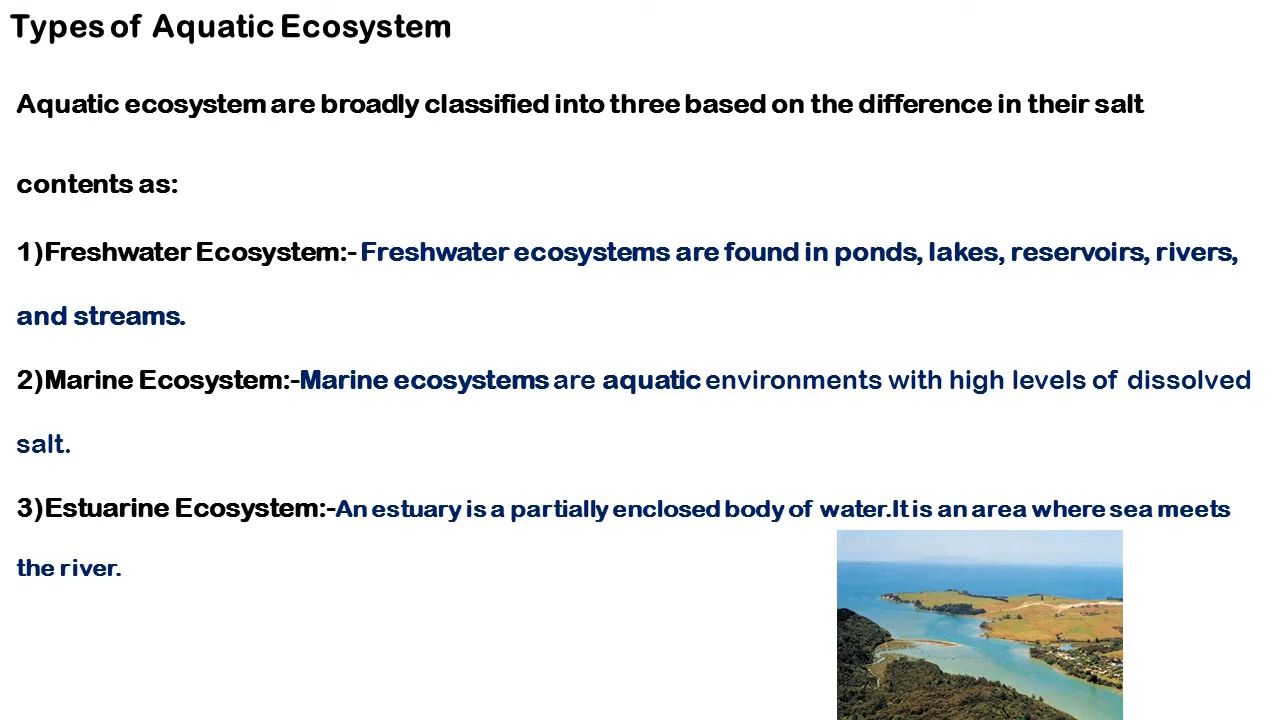 Types of Aquatic Ecosystem
Aquatic ecosystem are broadly classified into three based on the difference in their salt
contents as:
1)Freshwater Ecosystem:- Freshwater ecosystems are found in ponds, lakes, reservoirs, rivers,
and streams.
2)Marine Ecosystem:-Marine ecosystems are aquatic environments with high levels of dissolved
salt.
3)Estuarine Ecosystem:-An estuary is a partially enclosed body of water.It is an area where sea meets
the river.